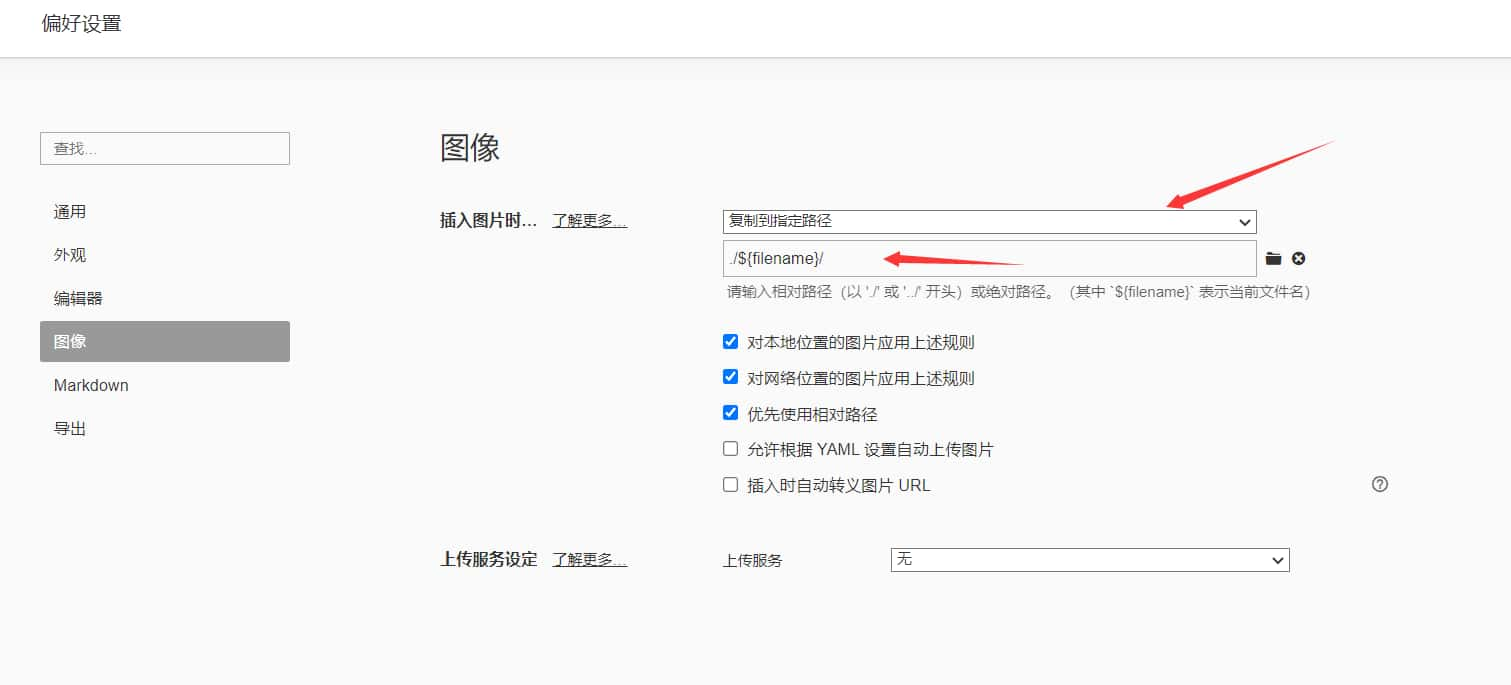 偏好设置
查找...
通用
外观
编辑器
图像
Markdown
导出
图像
插入图片时... 了解更多...
复制到指定路径
./${filename}/
请输入相对路径（以 './' 或 '../' 开头）或绝对路径。（其中 `${filename}` 表示当前文件名）
对本地位置的图片应用上述规则
对网络位置的图片应用上述规则
优先使用相对路径
允许根据 YAML 设置自动上传图片
插入时自动转义图片 URL
上传服务设定 了解更多... 上传服务 无